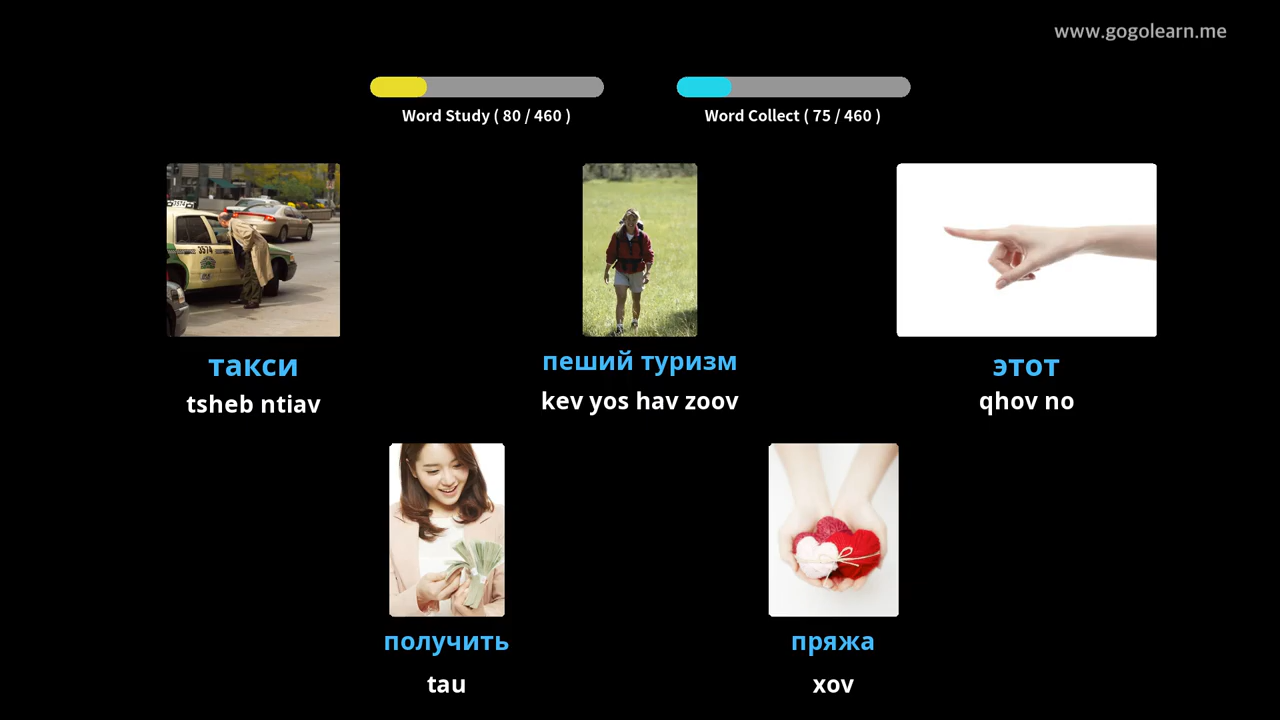 www.gogolearn.me
Word Study ( 80 / 460 )
Word Collect ( 75 / 460 )
3574
такси
tsheb ntiav
пеший туризм
kev yos hav zoov
этот
qhov no
получить
tau
пряжа
xov